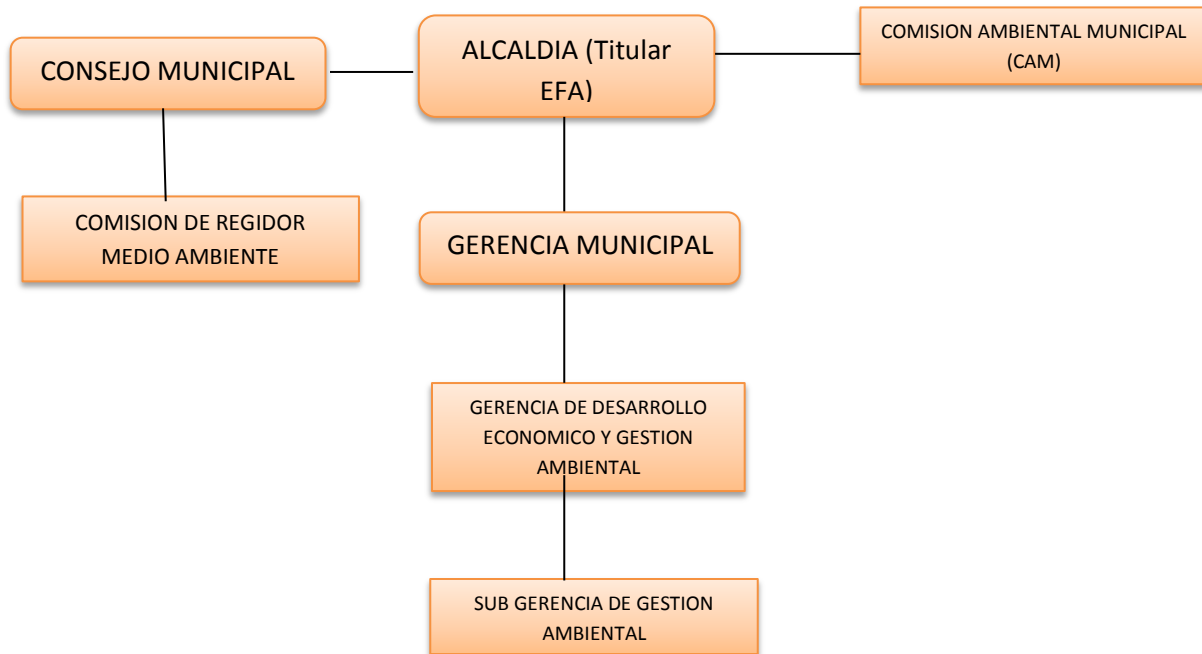 CONSEJO MUNICIPAL
ALCALDIA (Titular
EFA)
COMISION AMBIENTAL MUNICIPAL
(CAM)
COMISION DE REGIDOR
MEDIO AMBIENTE
GERENCIA MUNICIPAL
GERENCIA DE DESARROLLO
ECONOMICO Y GESTION
AMBIENTAL
SUB GERENCIA DE GESTION
AMBIENTAL